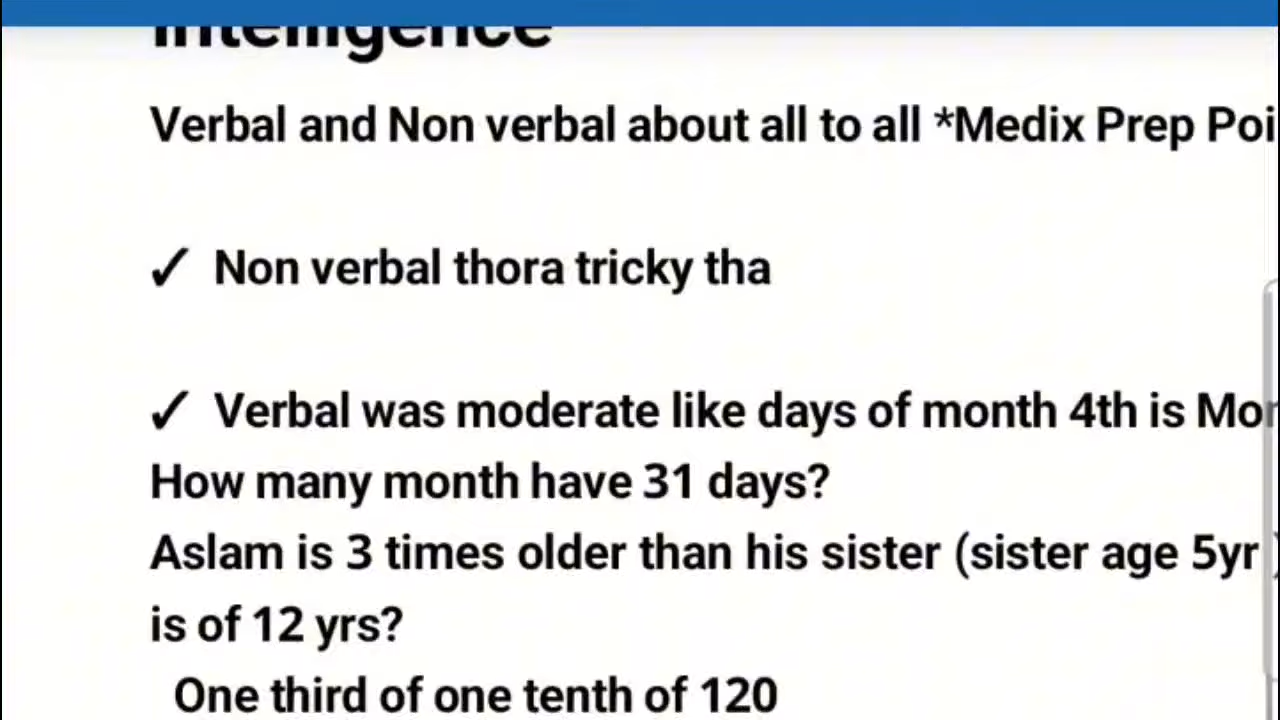 Intelligence
Verbal and Non verbal about all to all *Medix Prep
✓ Non verbal thora tricky tha
✓ Verbal was moderate like days of month 4th is
How many month have 31 days?
Aslam is 3 times older than his sister (sister age 5yr
is of 12 yrs?
One third of one tenth of 120